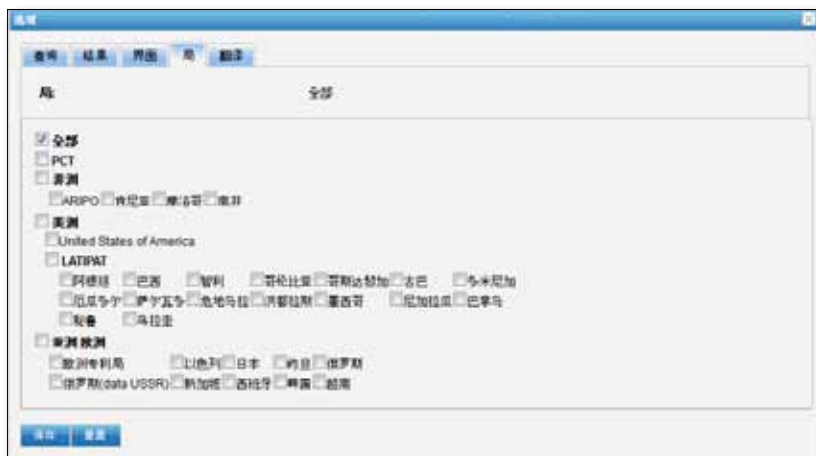 选项
查询 结果 界面 局 翻译
局: 全部
全部
PCT
非洲
ARIPO 肯尼亚 摩洛哥 南非
美洲
United States of America
LATIPAT
阿根廷 巴西 智利 哥伦比亚 哥斯达黎加 古巴 多米尼加
厄瓜多尔 萨尔瓦多 危地马拉 洪都拉斯 墨西哥 尼加拉瓜 巴拿马
秘鲁 乌拉圭
亚洲 欧洲
欧洲专利局 以色列 日本 约旦 俄罗斯
俄罗斯(data USSR) 新加坡 西班牙 韩国 越南
保存 重置